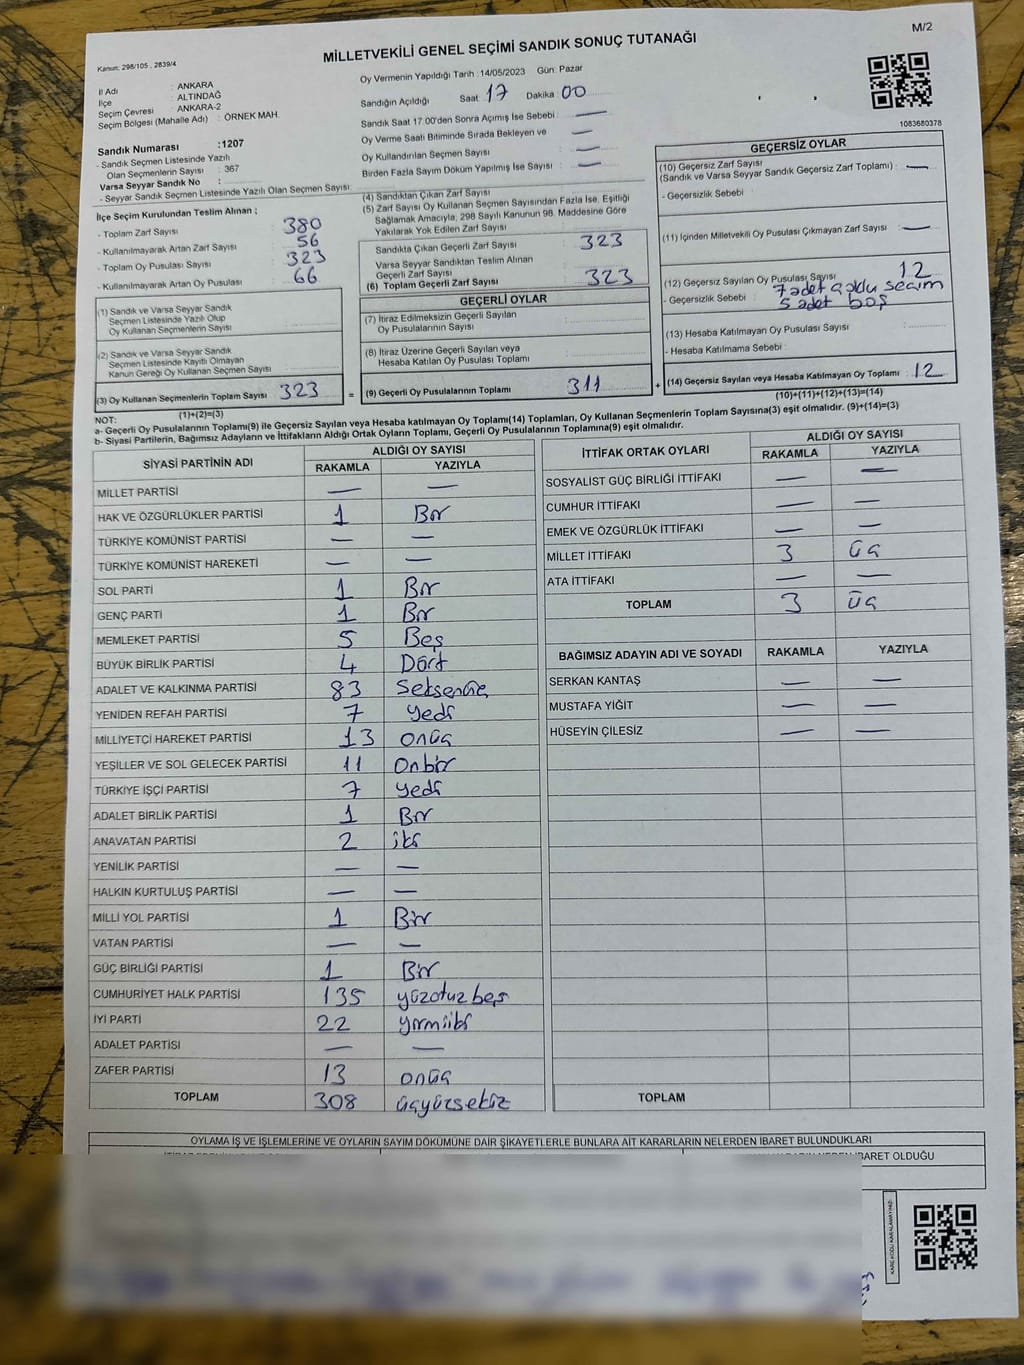 M/2
MİLLETVEKİLİ GENEL SEÇİMİ SANDIK SONUÇ TUTANAĞI
Kanun: 298/105 , 2839/4
İl Adı : ANKARA
İlçe : ALTINDAĞ
Seçim Çevresi : ANKARA-2
Seçim Bölgesi (Mahalle Adı) : ÖRNEK MAH.
Sandık Numarası :1207
- Sandık Seçmen Listesinde Yazılı
Olan Seçmenlerin Sayısı : 367
Varsa Seyyar Sandık No :
- Seyyar Sandık Seçmen Listesinde Yazılı Olan Seçmen Sayısı:
Oy Vermenin Yapıldığı Tarih :14/05/2023 Gün: Pazar
Sandığın Açıldığı Saat 17 Dakika 00
Sandık Saat 17.00'den Sonra Açımış İse Sebebi : —
Oy Verme Saati Bitiminde Sırada Bekleyen ve —
Oy Kullandırılan Seçmen Sayısı —
Birden Fazla Sayım Döküm Yapılmış İse Sayısı : —
1083680378
İlçe Seçim Kurulundan Teslim Alınan ;
- Toplam Zarf Sayısı : 380
- Kullanılmayarak Artan Zarf Sayısı : 56
- Toplam Oy Pusulası Sayısı : 323
- Kullanılmayarak Artan Oy Pusulası : 66
(1) Sandık ve Varsa Seyyar Sandık
Seçmen Listesinde Yazılı Olup
Oy Kullanan Seçmenlerin Sayısı :
(2) Sandık ve Varsa Seyyar Sandık
Seçmen Listesinde Kayıtlı Olmayan
Kanun Gereği Oy Kullanan Seçmen Sayısı :
(3) Oy Kullanan Seçmenlerin Toplam Sayısı : 323
(1)+(2)=(3)
(4) Sandıktan Çıkan Zarf Sayısı
(5) Zarf Sayısı Oy Kullanan Seçmen Sayısından Fazla İse, Eşitliği
Sağlamak Amacıyla, 298 Sayılı Kanunun 98. Maddesine Göre
Yakılarak Yok Edilen Zarf Sayısı :
Sandıkta Çıkan Geçerli Zarf Sayısı : 323
Varsa Seyyar Sandıktan Teslim Alınan
Geçerli Zarf Sayısı :
(6) Toplam Geçerli Zarf Sayısı : 323
GEÇERLİ OYLAR
(7) İtiraz Edilmeksizin Geçerli Sayılan
Oy Pusulalarının Sayısı :
(8) İtiraz Üzerine Geçerli Sayılan veya
Hesaba Katılan Oy Pusulası Toplamı :
= (9) Geçerli Oy Pusulalarının Toplamı : 311
GEÇERSİZ OYLAR
(10) Geçersiz Zarf Sayısı
(Sandık ve Varsa Seyyar Sandık Geçersiz Zarf Toplamı) : —
- Geçersizlik Sebebi :
(11) İçinden Milletvekili Oy Pusulası Çıkmayan Zarf Sayısı : —
(12) Geçersiz Sayılan Oy Pusulası Sayısı : 12
- Geçersizlik Sebebi : 7 adet çoklu seçim
5 adet boş
(13) Hesaba Katılmayan Oy Pusulası Sayısı :
- Hesaba Katılmama Sebebi :
+ (14) Geçersiz Sayılan veya Hesaba Katılmayan Oy Toplamı : 12
(10)+(11)+(12)+(13)=(14)
NOT:
a- Geçerli Oy Pusulalarının Toplamı(9) ile Geçersiz Sayılan veya Hesaba katılmayan Oy Toplamı(14) Toplamları, Oy Kullanan Seçmenlerin Toplam Sayısına(3) eşit olmalıdır. (9)+(14)=(3)
b- Siyasi Partilerin, Bağımsız Adayların ve İttifakların Aldığı Ortak Oyların Toplamı, Geçerli Oy Pusulalarının Toplamına(9) eşit olmalıdır.
SİYASİ PARTİNİN ADI ALDIĞI OY SAYISI
RAKAMLA YAZIYLA
MİLLET PARTİSİ — —
HAK VE ÖZGÜRLÜKLER PARTİSİ 1 Bir
TÜRKİYE KOMÜNİST PARTİSİ — —
TÜRKİYE KOMÜNİST HAREKETİ — —
SOL PARTİ 1 Bir
GENÇ PARTİ 1 Bir
MEMLEKET PARTİSİ 5 Beş
BÜYÜK BİRLİK PARTİSİ 4 Dört
ADALET VE KALKINMA PARTİSİ 83 Seksenüç
YENİDEN REFAH PARTİSİ 7 yedi
MİLLİYETÇİ HAREKET PARTİSİ 13 onüç
YEŞİLLER VE SOL GELECEK PARTİSİ 11 Onbir
TÜRKİYE İŞÇİ PARTİSİ 7 yedi
ADALET BİRLİK PARTİSİ 1 Bir
ANAVATAN PARTİSİ 2 iki
YENİLİK PARTİSİ — —
HALKIN KURTULUŞ PARTİSİ — —
MİLLİ YOL PARTİSİ 1 Bir
VATAN PARTİSİ — —
GÜÇ BİRLİĞİ PARTİSİ 1 Bir
CUMHURİYET HALK PARTİSİ 135 yüzotuz beş
İYİ PARTİ 22 yirmiiki
ADALET PARTİSİ — —
ZAFER PARTİSİ 13 onüç
TOPLAM 308 üçyüzsekiz
İTTİFAK ORTAK OYLARI ALDIĞI OY SAYISI
RAKAMLA YAZIYLA
SOSYALİST GÜÇ BİRLİĞİ İTTİFAKI — —
CUMHUR İTTİFAKI — —
EMEK VE ÖZGÜRLÜK İTTİFAKI — —
MİLLET İTTİFAKI 3 üç
ATA İTTİFAKI — —
TOPLAM 3 üç
BAĞIMSIZ ADAYIN ADI VE SOYADI RAKAMLA YAZIYLA
SERKAN KANTAŞ — —
MUSTAFA YİĞİT — —
HÜSEYİN ÇİLESİZ — —
TOPLAM
OYLAMA İŞ VE İŞLEMLERİNE VE OYLARIN SAYIM DÖKÜMÜNE DAİR ŞİKAYETLERLE BUNLARA AİT KARARLARIN NELERDEN İBARET BULUNDUKLARI
İBARET OLDUĞU
KARE KODU KARALAMAYINIZ!